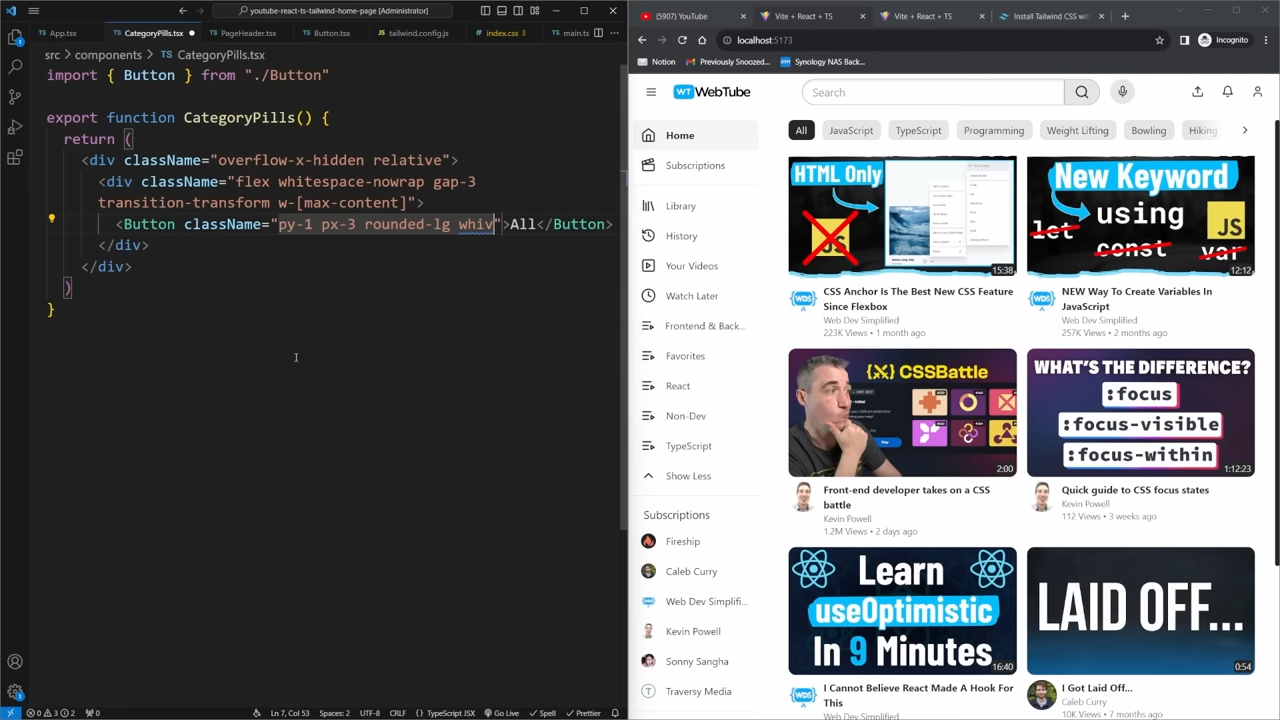 youtube-react-ts-tailwind-home-page [Administrator]
App.tsx
CategoryPills.tsx
PageHeader.tsx
Button.tsx
tailwind.config.js
index.css 3
main.ts
src > components > CategoryPills.tsx
import { Button } from "./Button"
export function CategoryPills() {
return (
<div className="overflow-x-hidden relative">
<div className="flex whitespace-nowrap gap-3
transition-transform w-[max-content]">
<Button className="py-1 px-3 rounded-lg whiv">All</Button>
</div>
</div>
)
}
Ln 7, Col 53
Spaces: 2
UTF-8
CRLF
{ } TypeScript JSX
Go Live
Spell
Prettier
3
2
0
(5907) YouTube
Vite + React + TS
Vite + React + TS
Install Tailwind CSS wi
localhost:5173
Incognito
Notion
Previously Snoozed...
Synology NAS Back...
WT WebTube
Search
Home
Subscriptions
Library
History
Your Videos
Watch Later
Frontend & Back...
Favorites
React
Non-Dev
TypeScript
Show Less
Subscriptions
Fireship
Caleb Curry
Web Dev Simplifi...
Kevin Powell
Sonny Sangha
Traversy Media
All
JavaScript
TypeScript
Programming
Weight Lifting
Bowling
Hiking
HTML Only
JS
15:38
CSS Anchor Is The Best New CSS Feature
Since Flexbox
Web Dev Simplified
223K Views • 1 month ago
New Keyword
using
let
const
var
JS
12:12
NEW Way To Create Variables In
JavaScript
Web Dev Simplified
257K Views • 2 months ago
CSSBattle
2:00
Front-end developer takes on a CSS
battle
Kevin Powell
1.2M Views • 2 days ago
WHAT'S THE DIFFERENCE?
:focus
:focus-visible
:focus-within
1:12:23
Quick guide to CSS focus states
Kevin Powell
112 Views • 3 weeks ago
Learn
useOptimistic
In 9 Minutes
16:40
I Cannot Believe React Made A Hook For
This
Web Dev Simplified
LAID OFF...
0:54
I Got Laid Off...
Caleb Curry
10K Views • 7 months ago